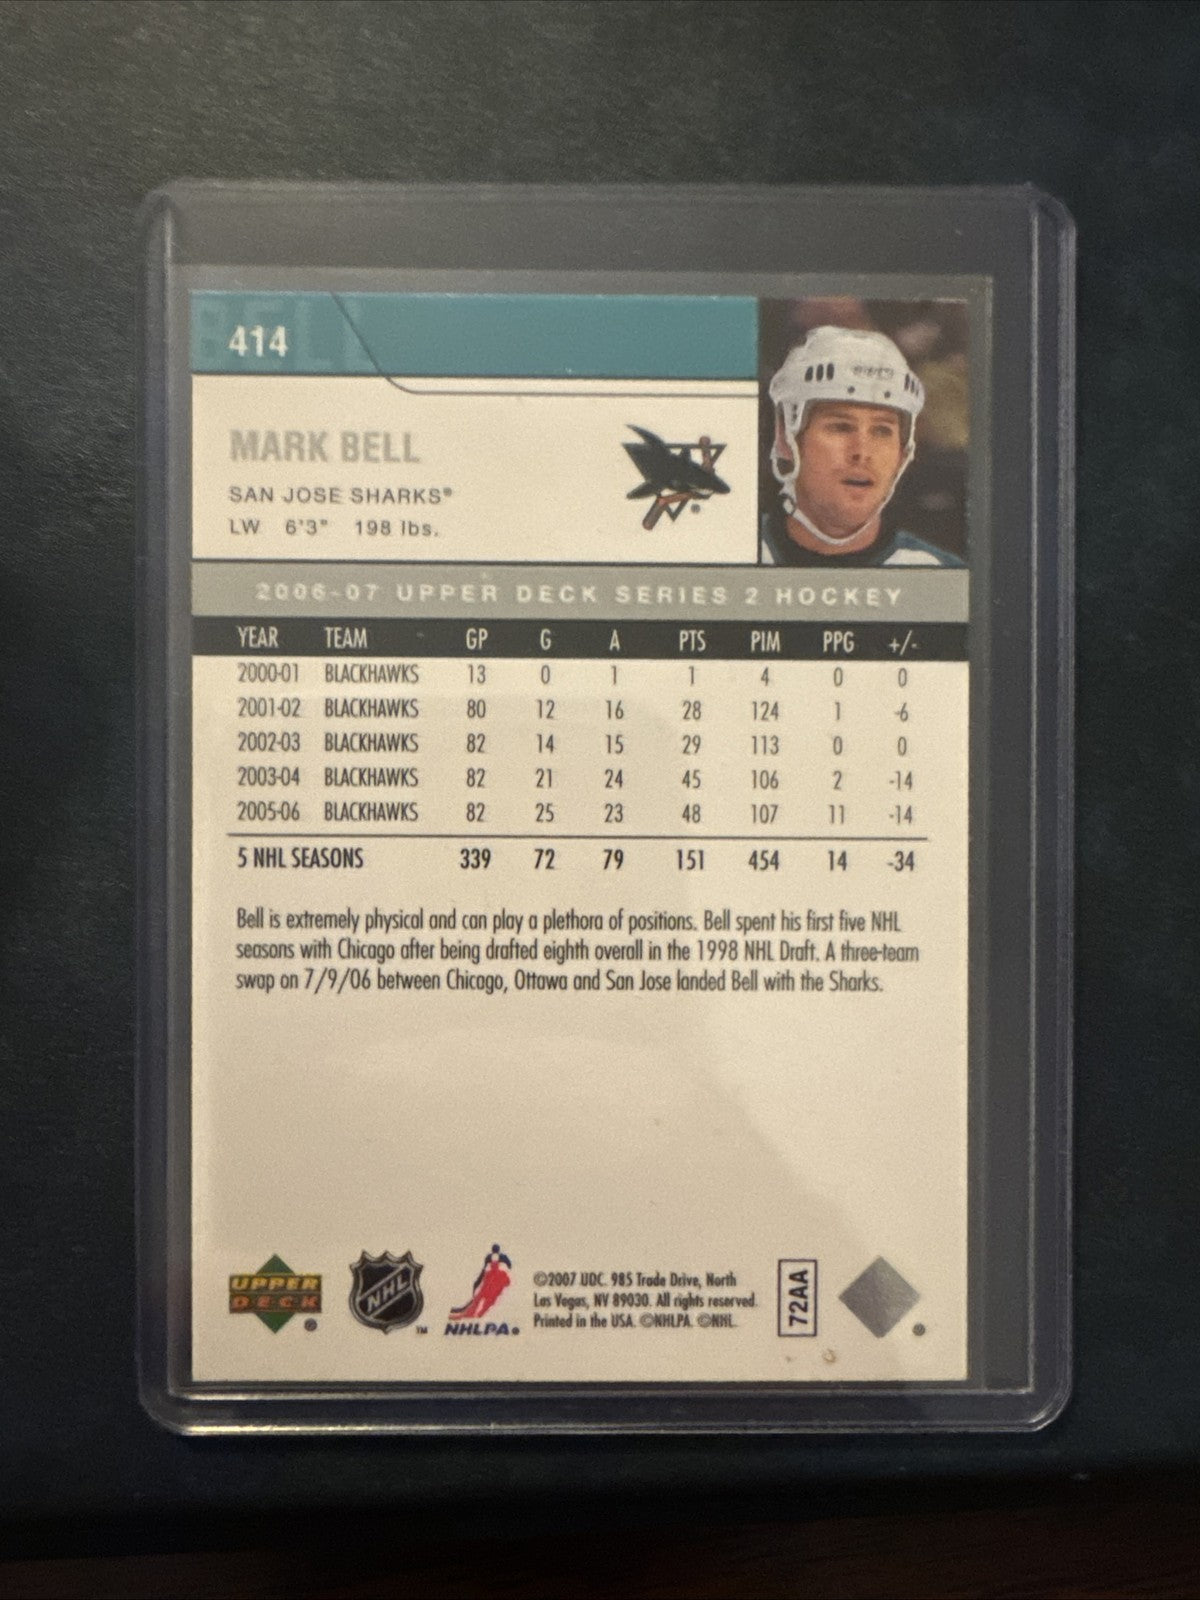 414
MARK BELL
SAN JOSE SHARKS®
LW 6'3" 198 lbs.
2006-07 UPPER DECK SERIES 2 HOCKEY
YEAR TEAM GP G A PTS PIM PPG +/-
2000-01 BLACKHAWKS 13 0 1 1 4 0 0
2001-02 BLACKHAWKS 80 12 16 28 124 1 -6
2002-03 BLACKHAWKS 82 14 15 29 113 0 0
2003-04 BLACKHAWKS 82 21 24 45 106 2 -14
2005-06 BLACKHAWKS 82 25 23 48 107 11 -14
5 NHL SEASONS 339 72 79 151 454 14 -34
Bell is extremely physical and can play a plethora of positions. Bell spent his first five NHL
seasons with Chicago after being drafted eighth overall in the 1998 NHL Draft. A three-team
swap on 7/9/06 between Chicago, Ottawa and San Jose landed Bell with the Sharks.
UPPER
DECK
®
NHL
™
NHLPA®
©2007 UDC. 985 Trade Drive, North
Las Vegas, NV 89030. All rights reserved.
Printed in the USA. ©NHLPA. ©NHL.
72AA
®